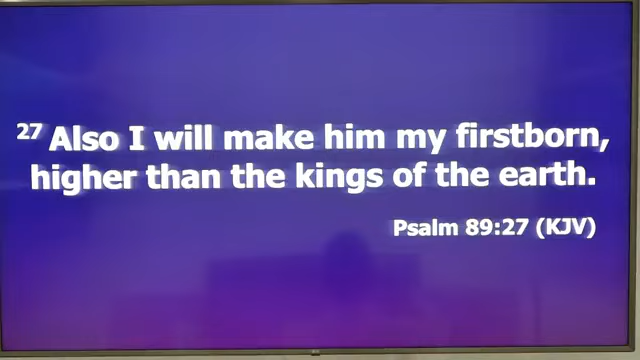 27 Also I will make him my firstborn,
higher than the kings of the earth.
Psalm 89:27 (KJV)